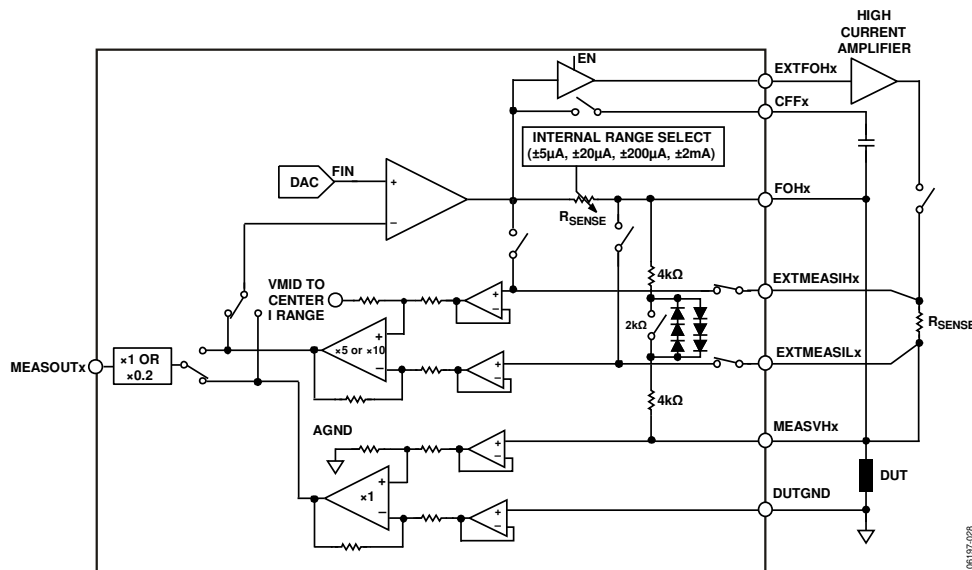 HIGH
CURRENT
AMPLIFIER
EN
EXTFOHx
CFFx
INTERNAL RANGE SELECT
(±5µA, ±20µA, ±200µA, ±2mA)
DAC
FIN
+
–
RSENSE
FOHx
4kΩ
VMID TO
CENTER
I RANGE
+
–
EXTMEASIHx
2kΩ
RSENSE
MEASOUTx
×1 OR
×0.2
×5 or ×10
+
–
+
–
EXTMEASILx
4kΩ
AGND
+
–
MEASVHx
×1
+
–
DUT
+
–
DUTGND
06197-028